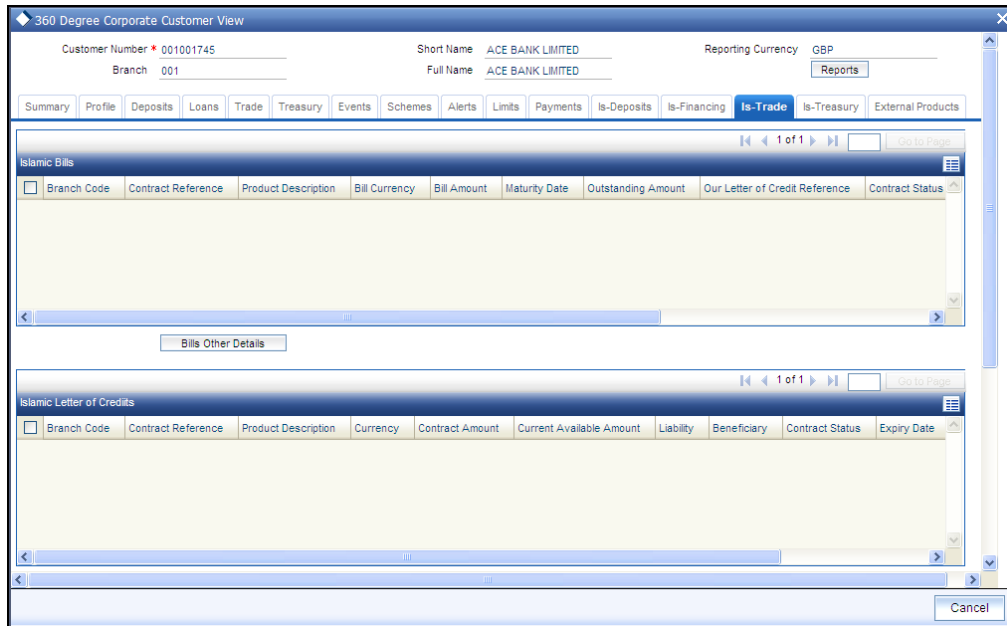 360 Degree Corporate Customer View
Customer Number * 001001745 Short Name ACE BANK LIMITED Reporting Currency GBP
Branch 001 Full Name ACE BANK LIMITED Reports
Summary Profile Deposits Loans Trade Treasury Events Schemes Alerts Limits Payments Is-Deposits Is-Financing Is-Trade Is-Treasury External Products
1 of 1 Go to Page
Islamic Bills
Branch Code Contract Reference Product Description Bill Currency Bill Amount Maturity Date Outstanding Amount Our Letter of Credit Reference Contract Status
Bills Other Details
1 of 1 Go to Page
Islamic Letter of Crediits
Branch Code Contract Reference Product Description Currency Contract Amount Current Available Amount Liability Beneficiary Contract Status Expiry Date
Cancel